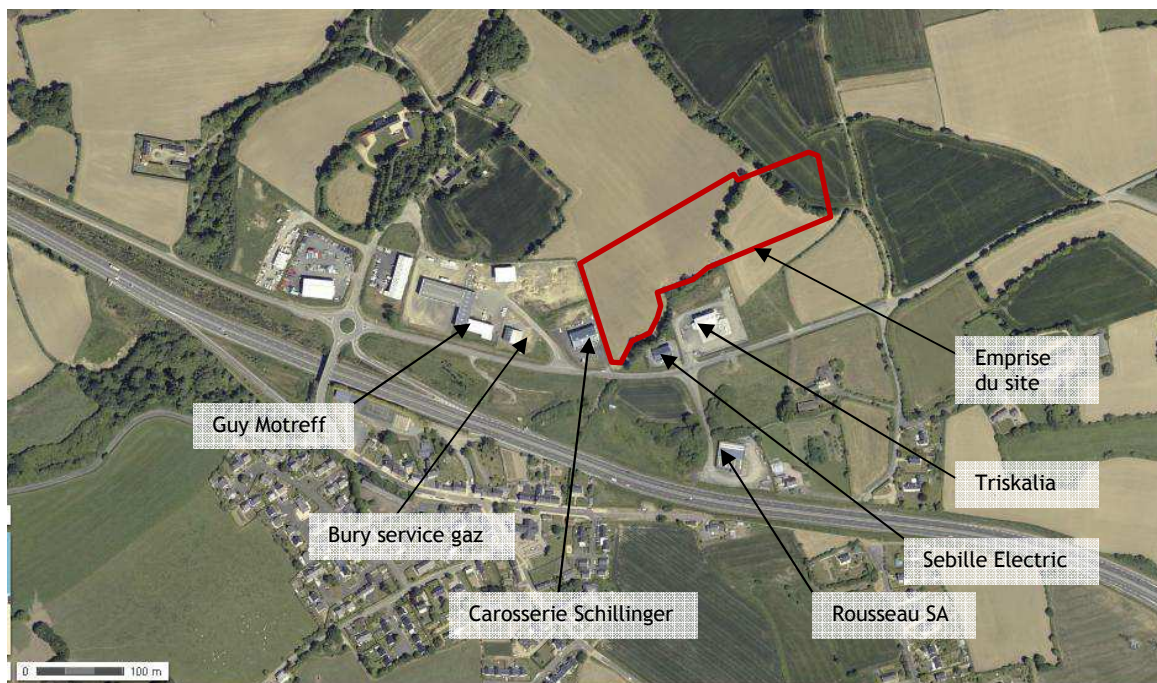 Emprise
du site
Guy Motreff
Triskalia
Bury service gaz
Sebille Electric
Carosserie Schillinger
Rousseau SA
0 100 m